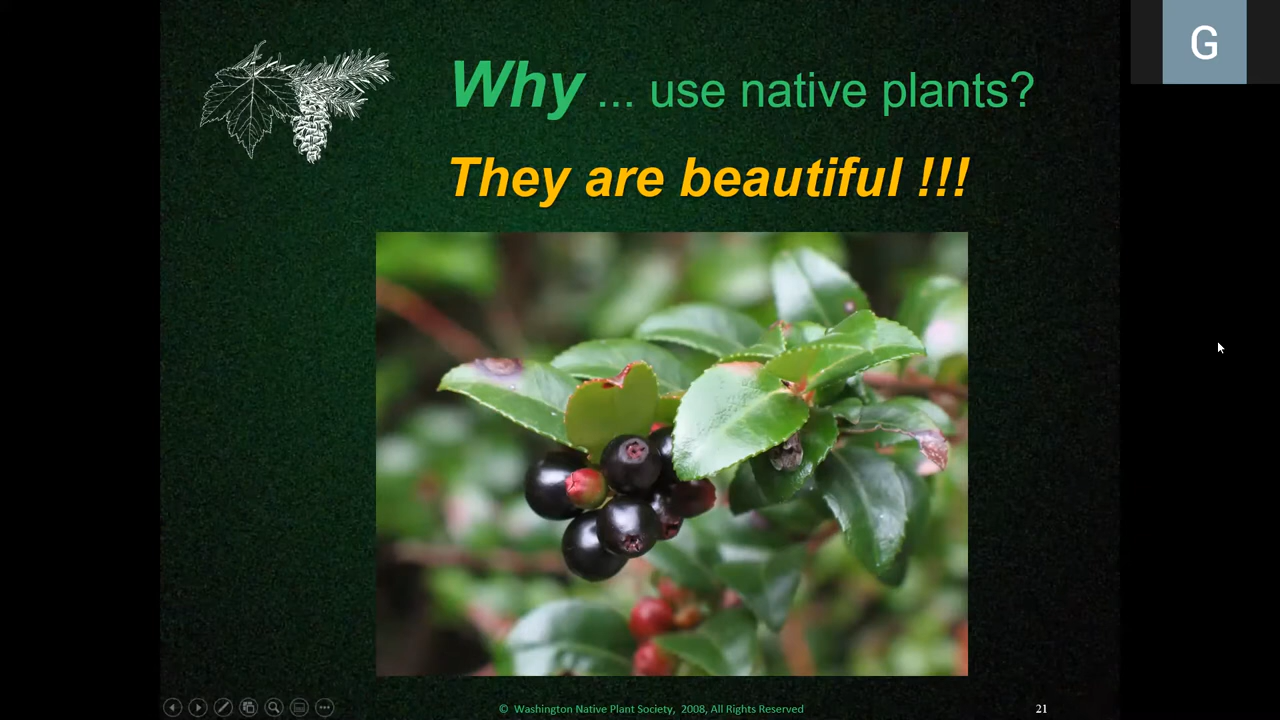 G
Why ... use native plants?
They are beautiful !!!
© Washington Native Plant Society, 2008, All Rights Reserved
21